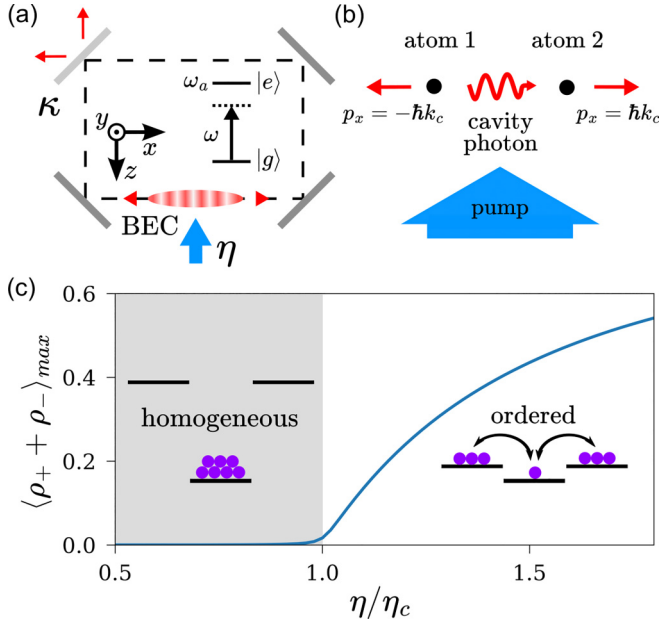 (a)
κ
ω_a
|e⟩
ω
|g⟩
y
x
z
BEC
η
(b)
atom 1 atom 2
p_x = −ħk_c
p_x = ħk_c
cavity
photon
pump
(c)
⟨ρ_+ + ρ_−⟩_max
0.6
0.4
0.2
0.0
homogeneous
ordered
0.5 1.0 1.5
η/η_c